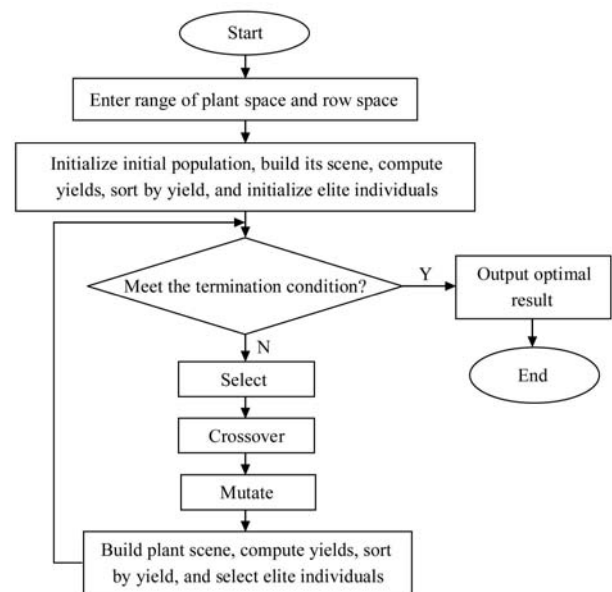 Start
Enter range of plant space and row space
Initialize initial population, build its scene, compute
yields, sort by yield, and initialize elite individuals
Meet the termination condition?
Y
Output optimal
result
End
N
Select
Crossover
Mutate
Build plant scene, compute yields, sort
by yield, and select elite individuals